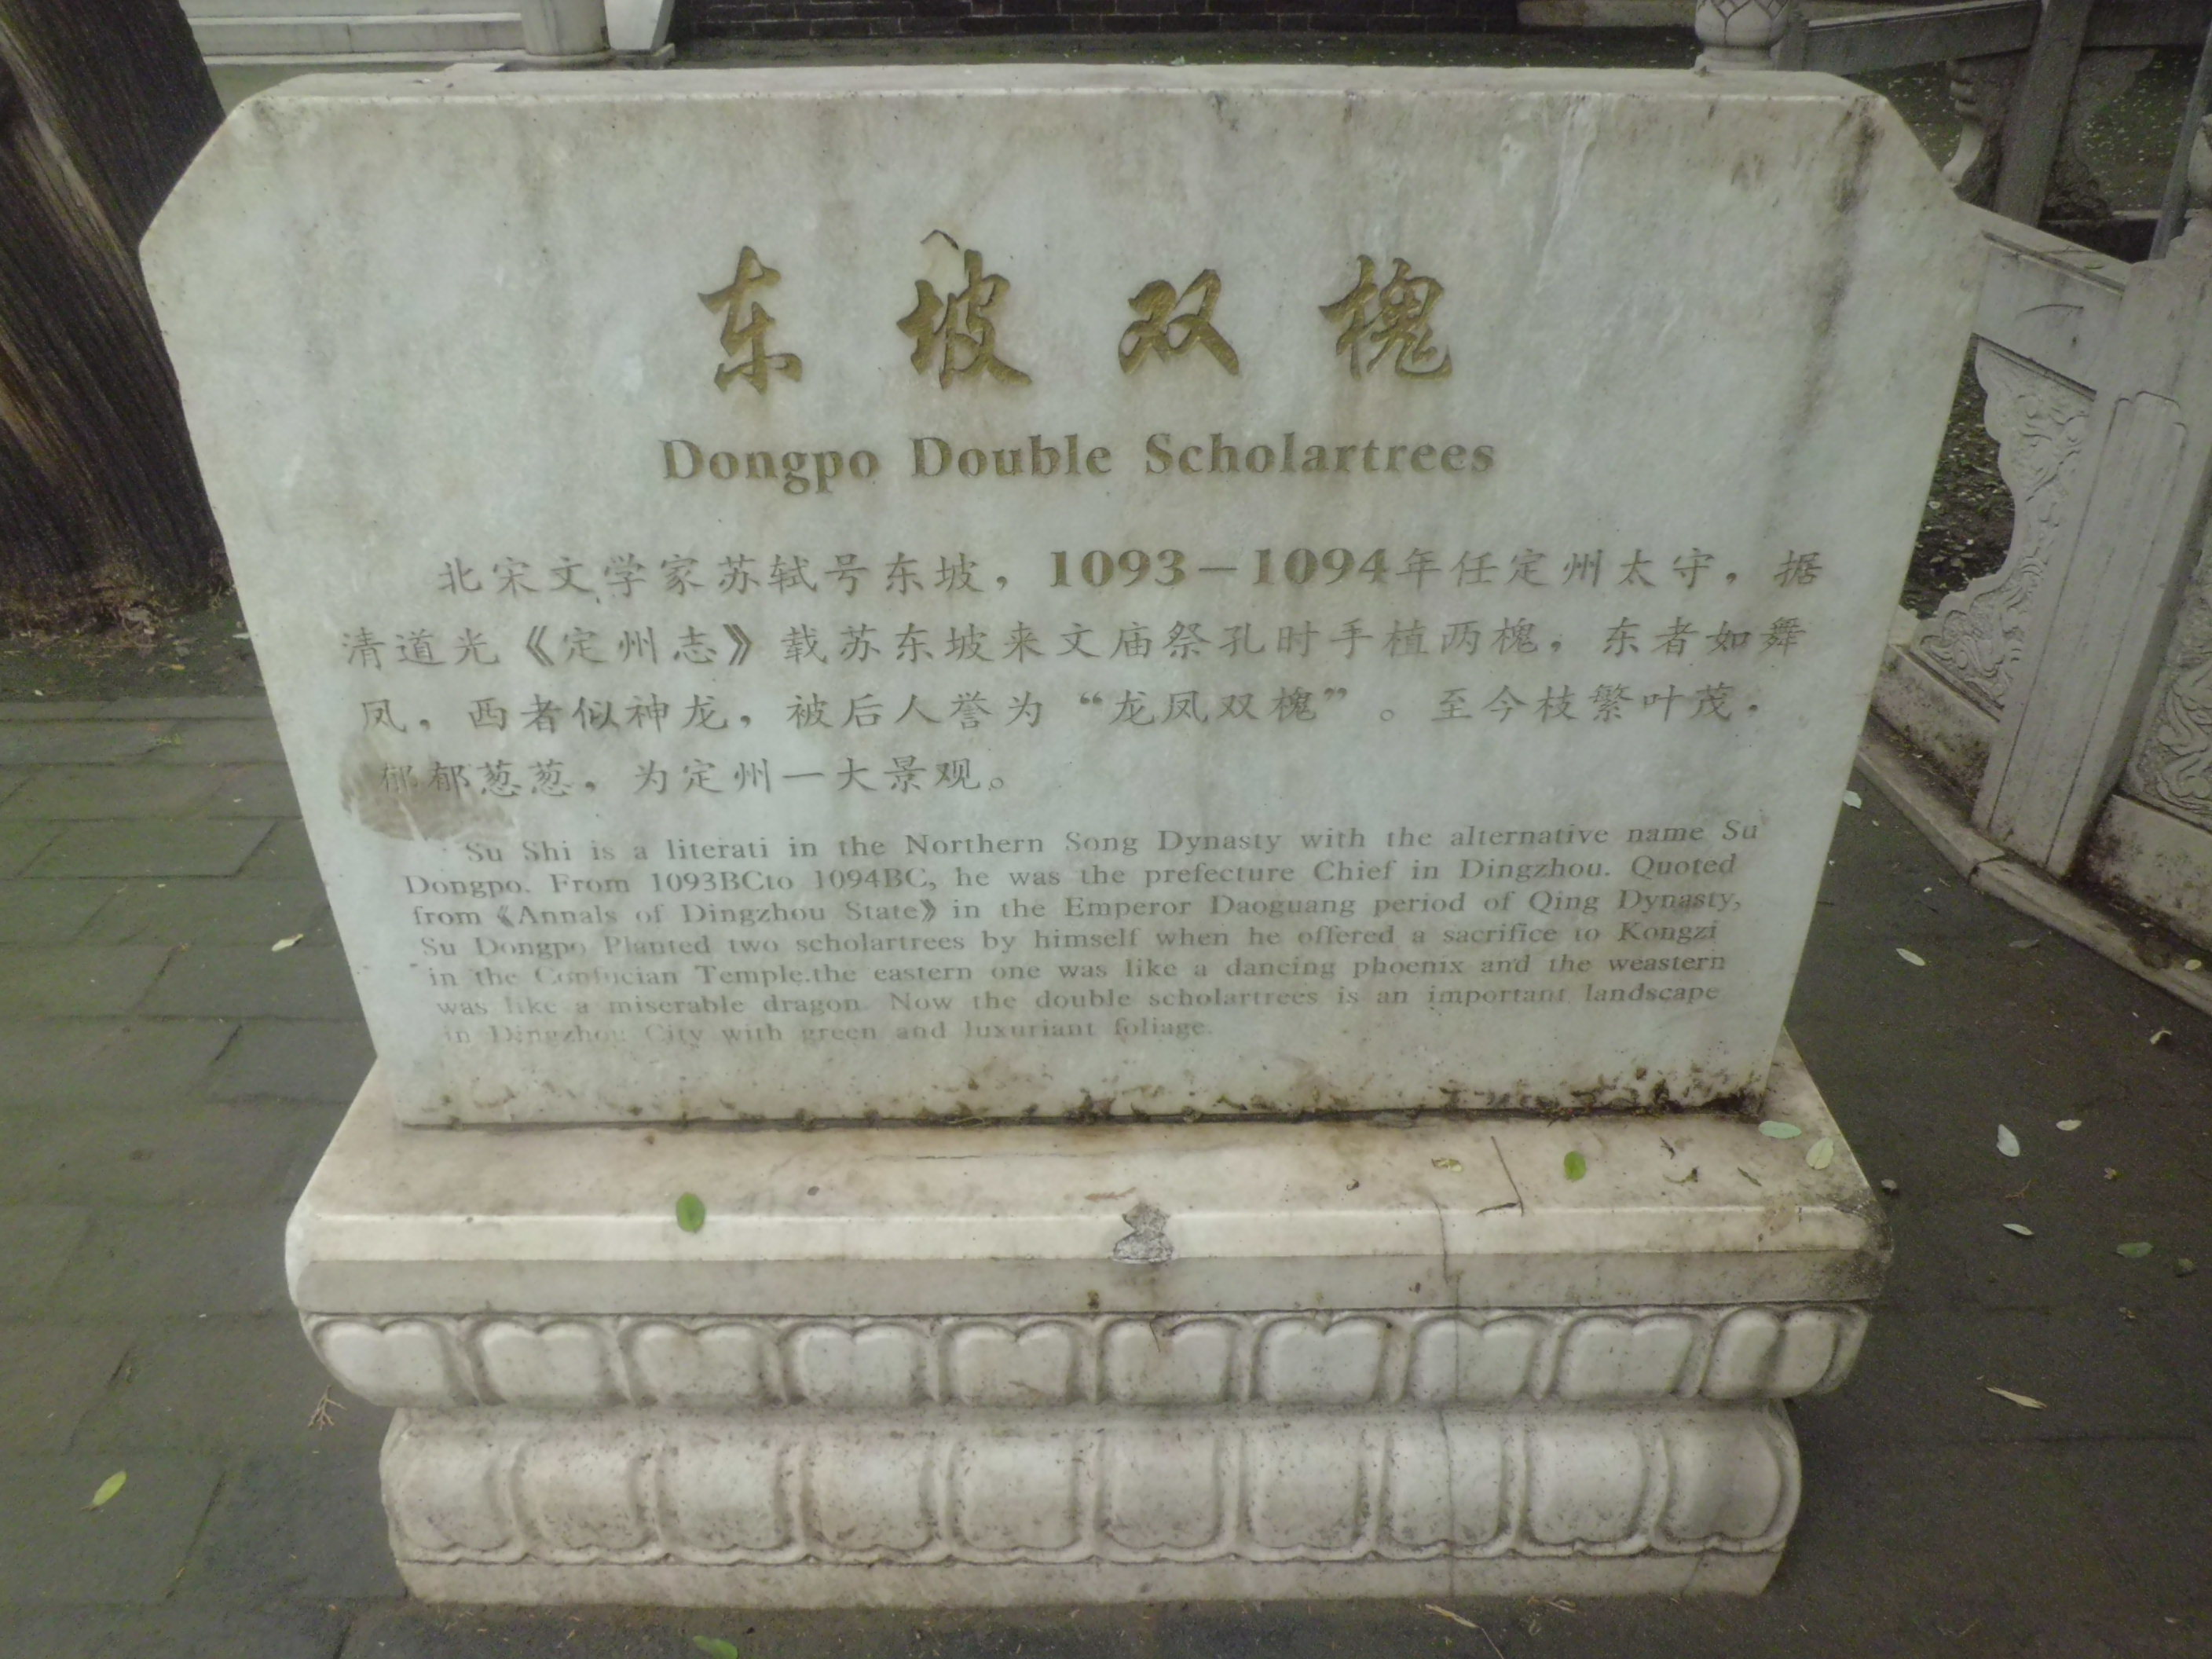 东坡双槐
Dongpo Double Scholartrees
北宋文学家苏轼号东坡，1093-1094年任定州太守，据
清道光《定州志》载苏东坡来文庙祭孔时手植两槐，东者如舞
凤，西者似神龙，被后人誉为“龙凤双槐”。至今枝繁叶茂．
郁郁葱葱，为定州一大景观。
Su Shi is a literati in the Northern Song Dynasty with the alternative name Su
Dongpo. From 1093BCto 1094BC, he was the prefecture Chief in Dingzhou. Quoted
from《Annals of Dingzhou State》in the Emperor Daoguang period of Qing Dynasty,
Su Dongpo Planted two scholartrees by himself when he offered a sacrifice to Kongzi
in the Confucian Temple.the eastern one was like a dancing phoenix and the weastern
was like a miserable dragon. Now the double scholartrees is an important landscape
in Dingzhou City with green and luxuriant foliage.